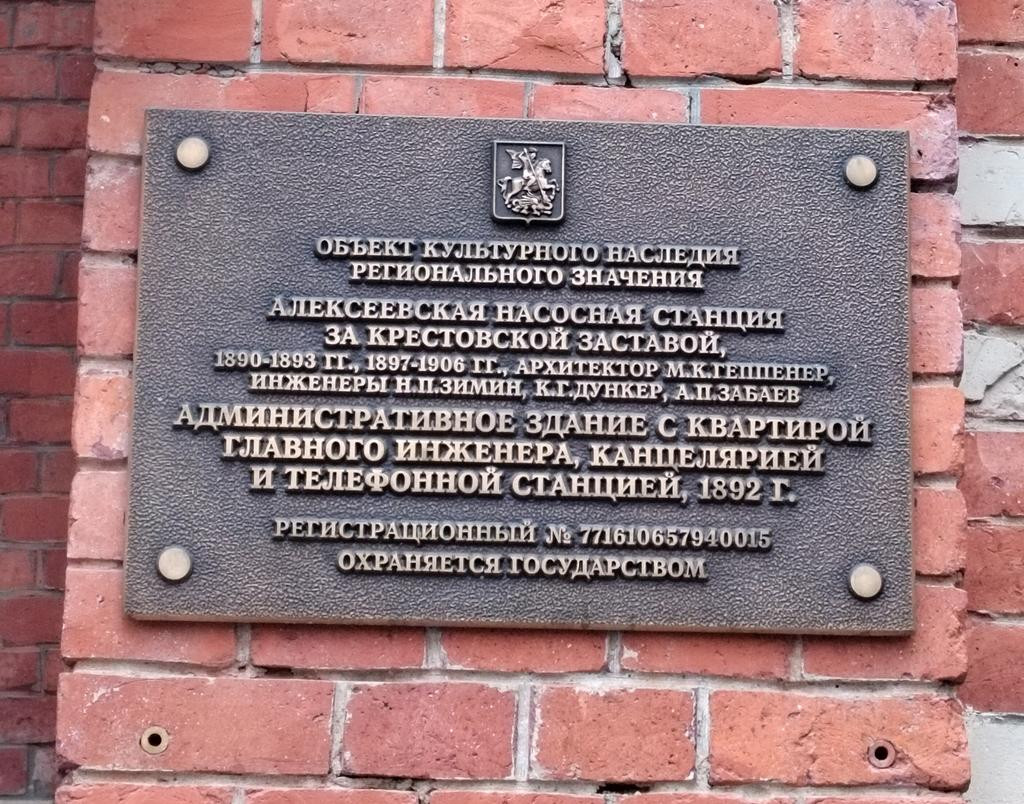 ОБЪЕКТ КУЛЬТУРНОГО НАСЛЕДИЯ
РЕГИОНАЛЬНОГО ЗНАЧЕНИЯ
АЛЕКСЕЕВСКАЯ НАСОСНАЯ СТАНЦИЯ
ЗА КРЕСТОВСКОЙ ЗАСТАВОЙ,
1890-1893 ГГ., 1897-1906 ГГ., АРХИТЕКТОР М.К.ГЕППЕНЕР,
ИНЖЕНЕРЫ Н.П.ЗИМИН, К.Г.ДУНКЕР, А.П.ЗАБАЕВ
АДМИНИСТРАТИВНОЕ ЗДАНИЕ С КВАРТИРОЙ
ГЛАВНОГО ИНЖЕНЕРА, КАНЦЕЛЯРИЕЙ
И ТЕЛЕФОННОЙ СТАНЦИЕЙ, 1892 Г.
РЕГИСТРАЦИОННЫЙ № 771610657940015
ОХРАНЯЕТСЯ ГОСУДАРСТВОМ